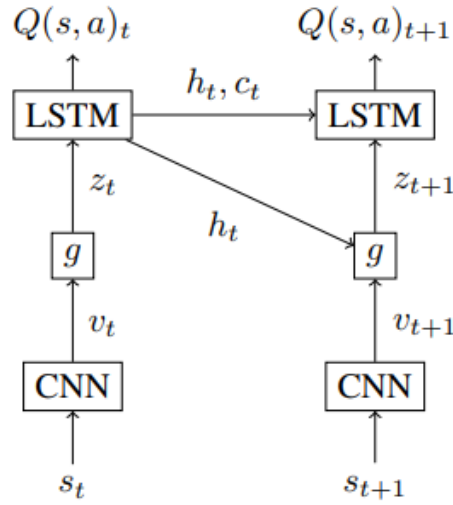 Q(s, a)_t Q(s, a)_{t+1}
h_t, c_t
LSTM LSTM
z_t z_{t+1}
h_t
g g
v_t v_{t+1}
CNN CNN
s_t s_{t+1}